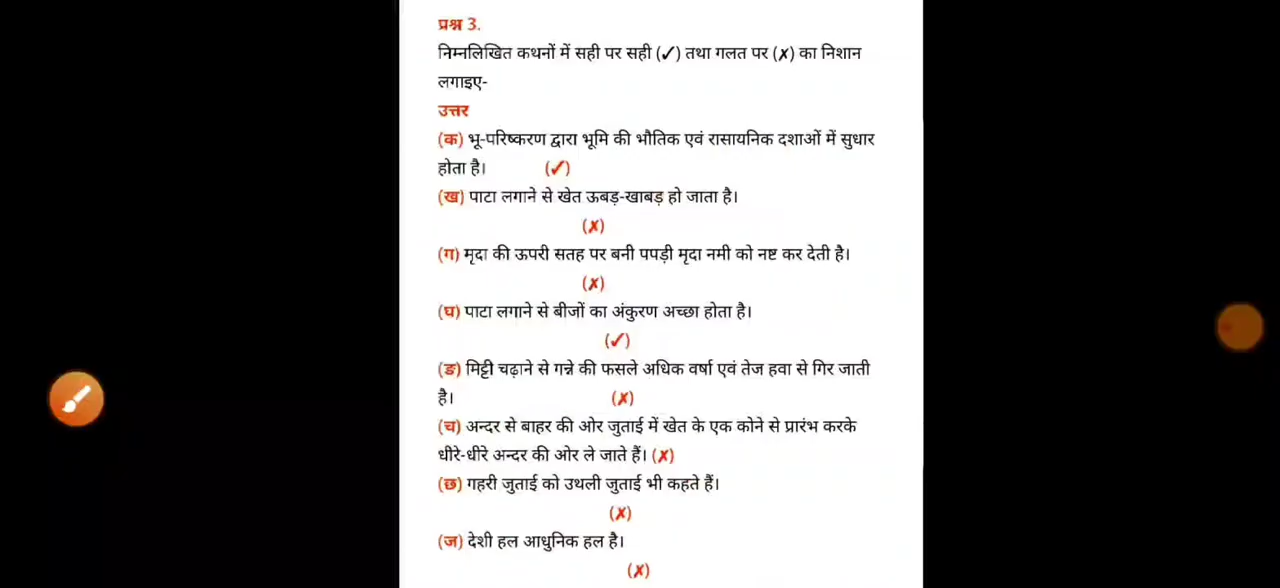 प्रश्न 3.
निम्नलिखित कथनों में सही पर सही (✓) तथा गलत पर (✗) का निशान
लगाइए-
उत्तर
(क) भू-परिष्करण द्वारा भूमि की भौतिक एवं रासायनिक दशाओं में सुधार
होता है। (✓)
(ख) पाटा लगाने से खेत ऊबड़-खाबड़ हो जाता है।
(✗)
(ग) मृदा की ऊपरी सतह पर बनी पपड़ी मृदा नमी को नष्ट कर देती है।
(✗)
(घ) पाटा लगाने से बीजों का अंकुरण अच्छा होता है।
(✓)
(ङ) मिट्टी चढ़ाने से गन्ने की फसले अधिक वर्षा एवं तेज हवा से गिर जाती
है। (✗)
(च) अन्दर से बाहर की ओर जुताई में खेत के एक कोने से प्रारंभ करके
धीरे-धीरे अन्दर की ओर ले जाते हैं। (✗)
(छ) गहरी जुताई को उथली जुताई भी कहते हैं।
(✗)
(ज) देशी हल आधुनिक हल है।
(✗)